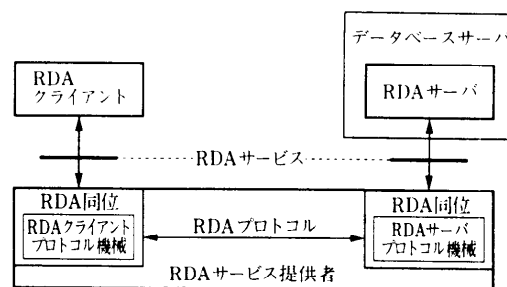 データベースサーバ
RDA
クライアント
RDAサーバ
RDAサービス
RDA同位
RDAクライアント
プロトコル機械
RDAプロトコル
RDA同位
RDAサーバ
プロトコル機械
RDAサービス提供者